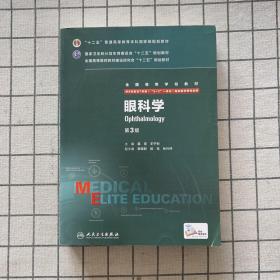 "十二五"普通高等教育本科国家级规划教材
国家卫生和计划生育委员会"十二五"规划教材
全国高等医药教材建设研究会"十二五"规划教材
全国高等学校教材
眼科学
Ophthalmology
第3版
MEDICAL
ELITE EDUCATION
人民卫生出版社